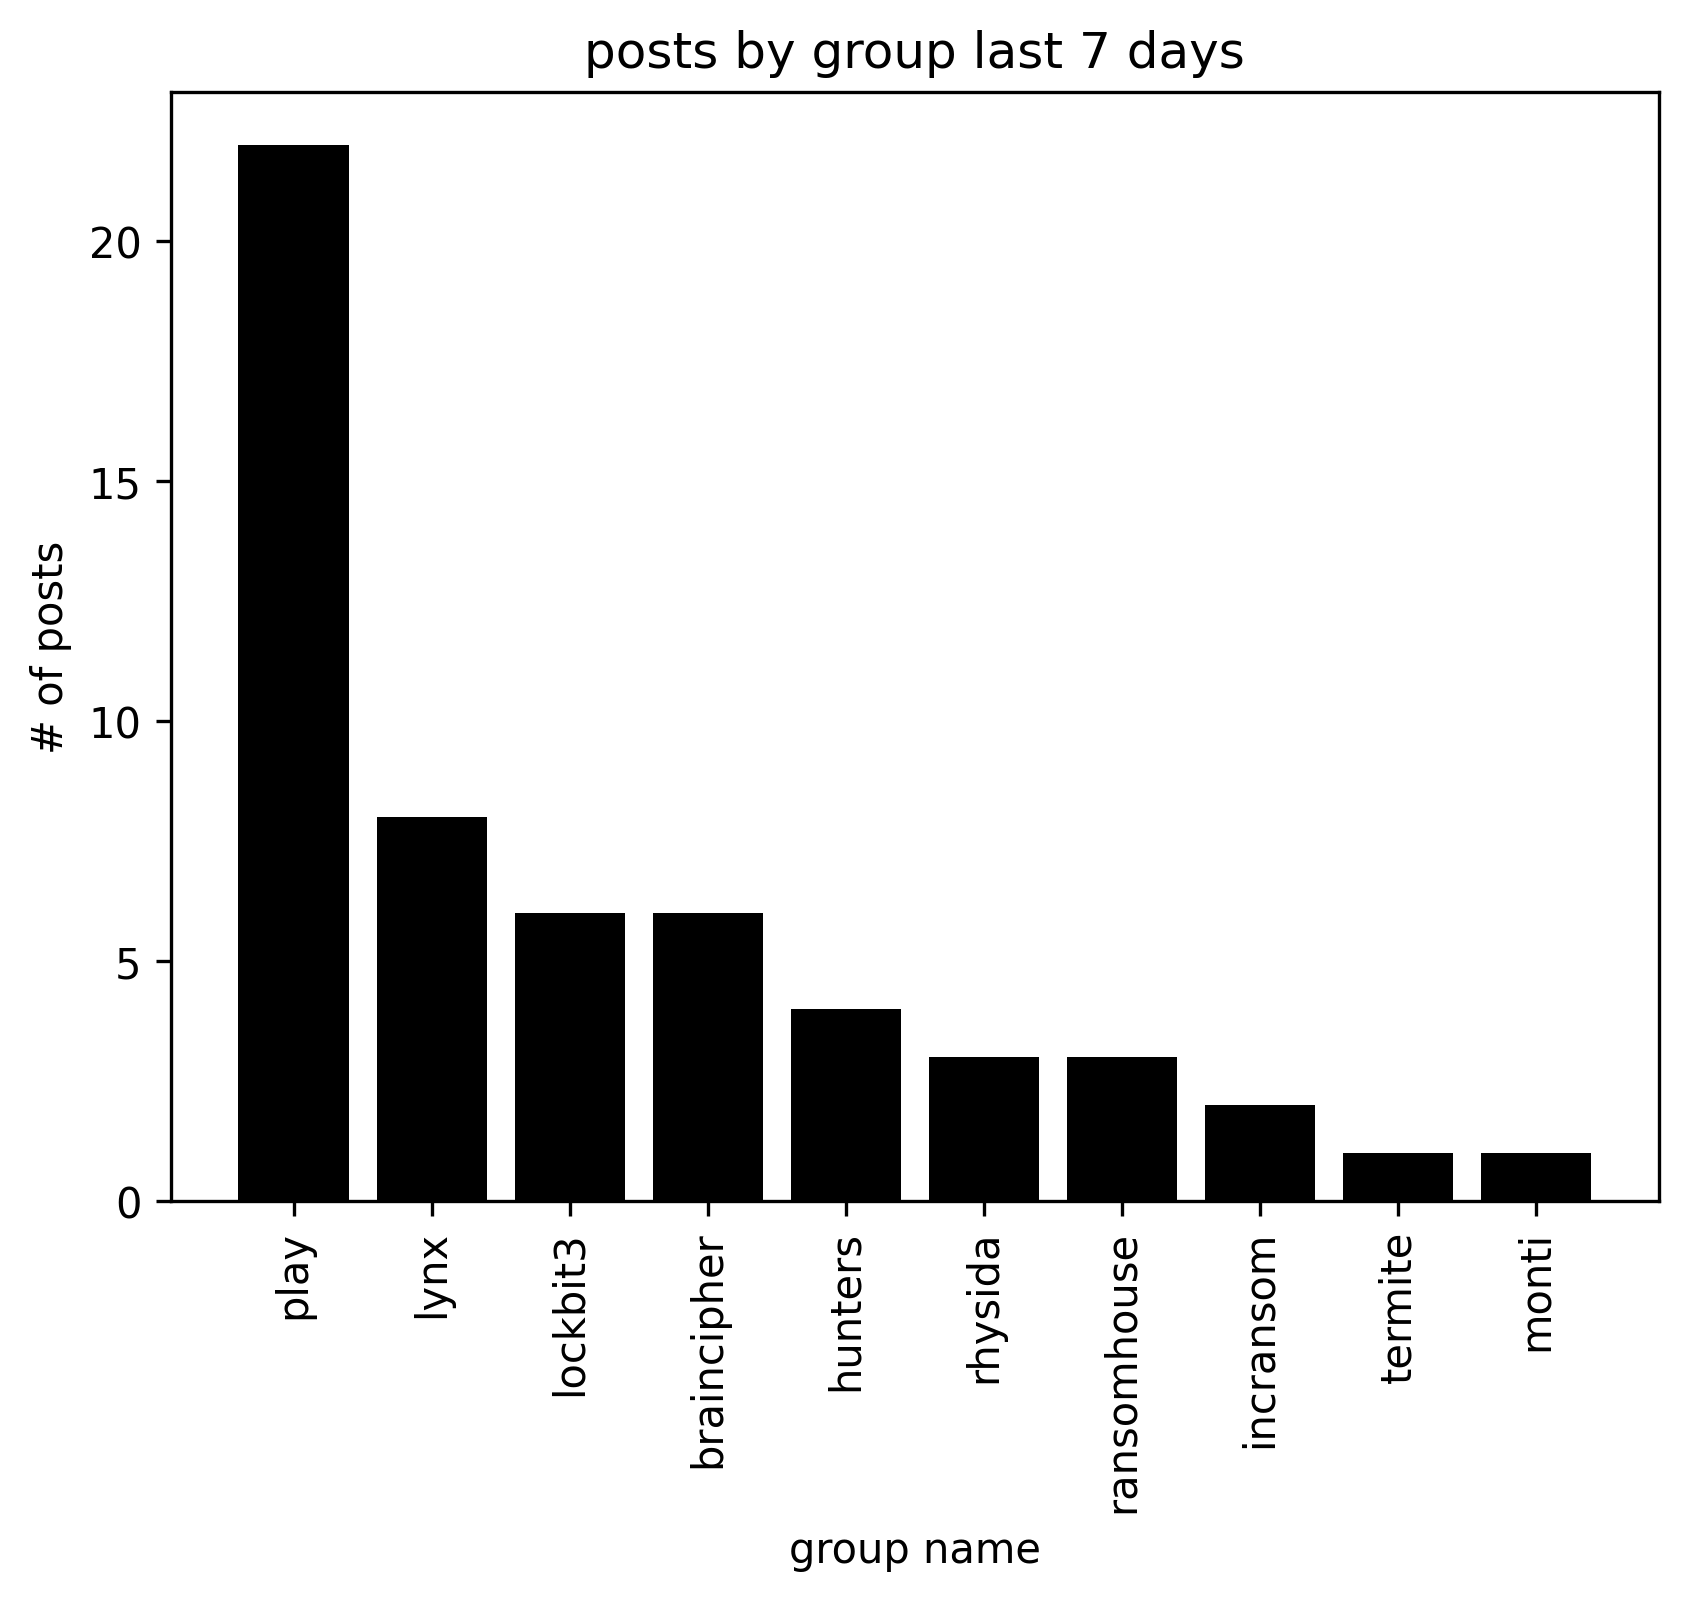 posts by group last 7 days
# of posts
20
15
10
5
0
play
lynx
lockbit3
braincipher
hunters
rhysida
ransomhouse
incransom
termite
monti
group name